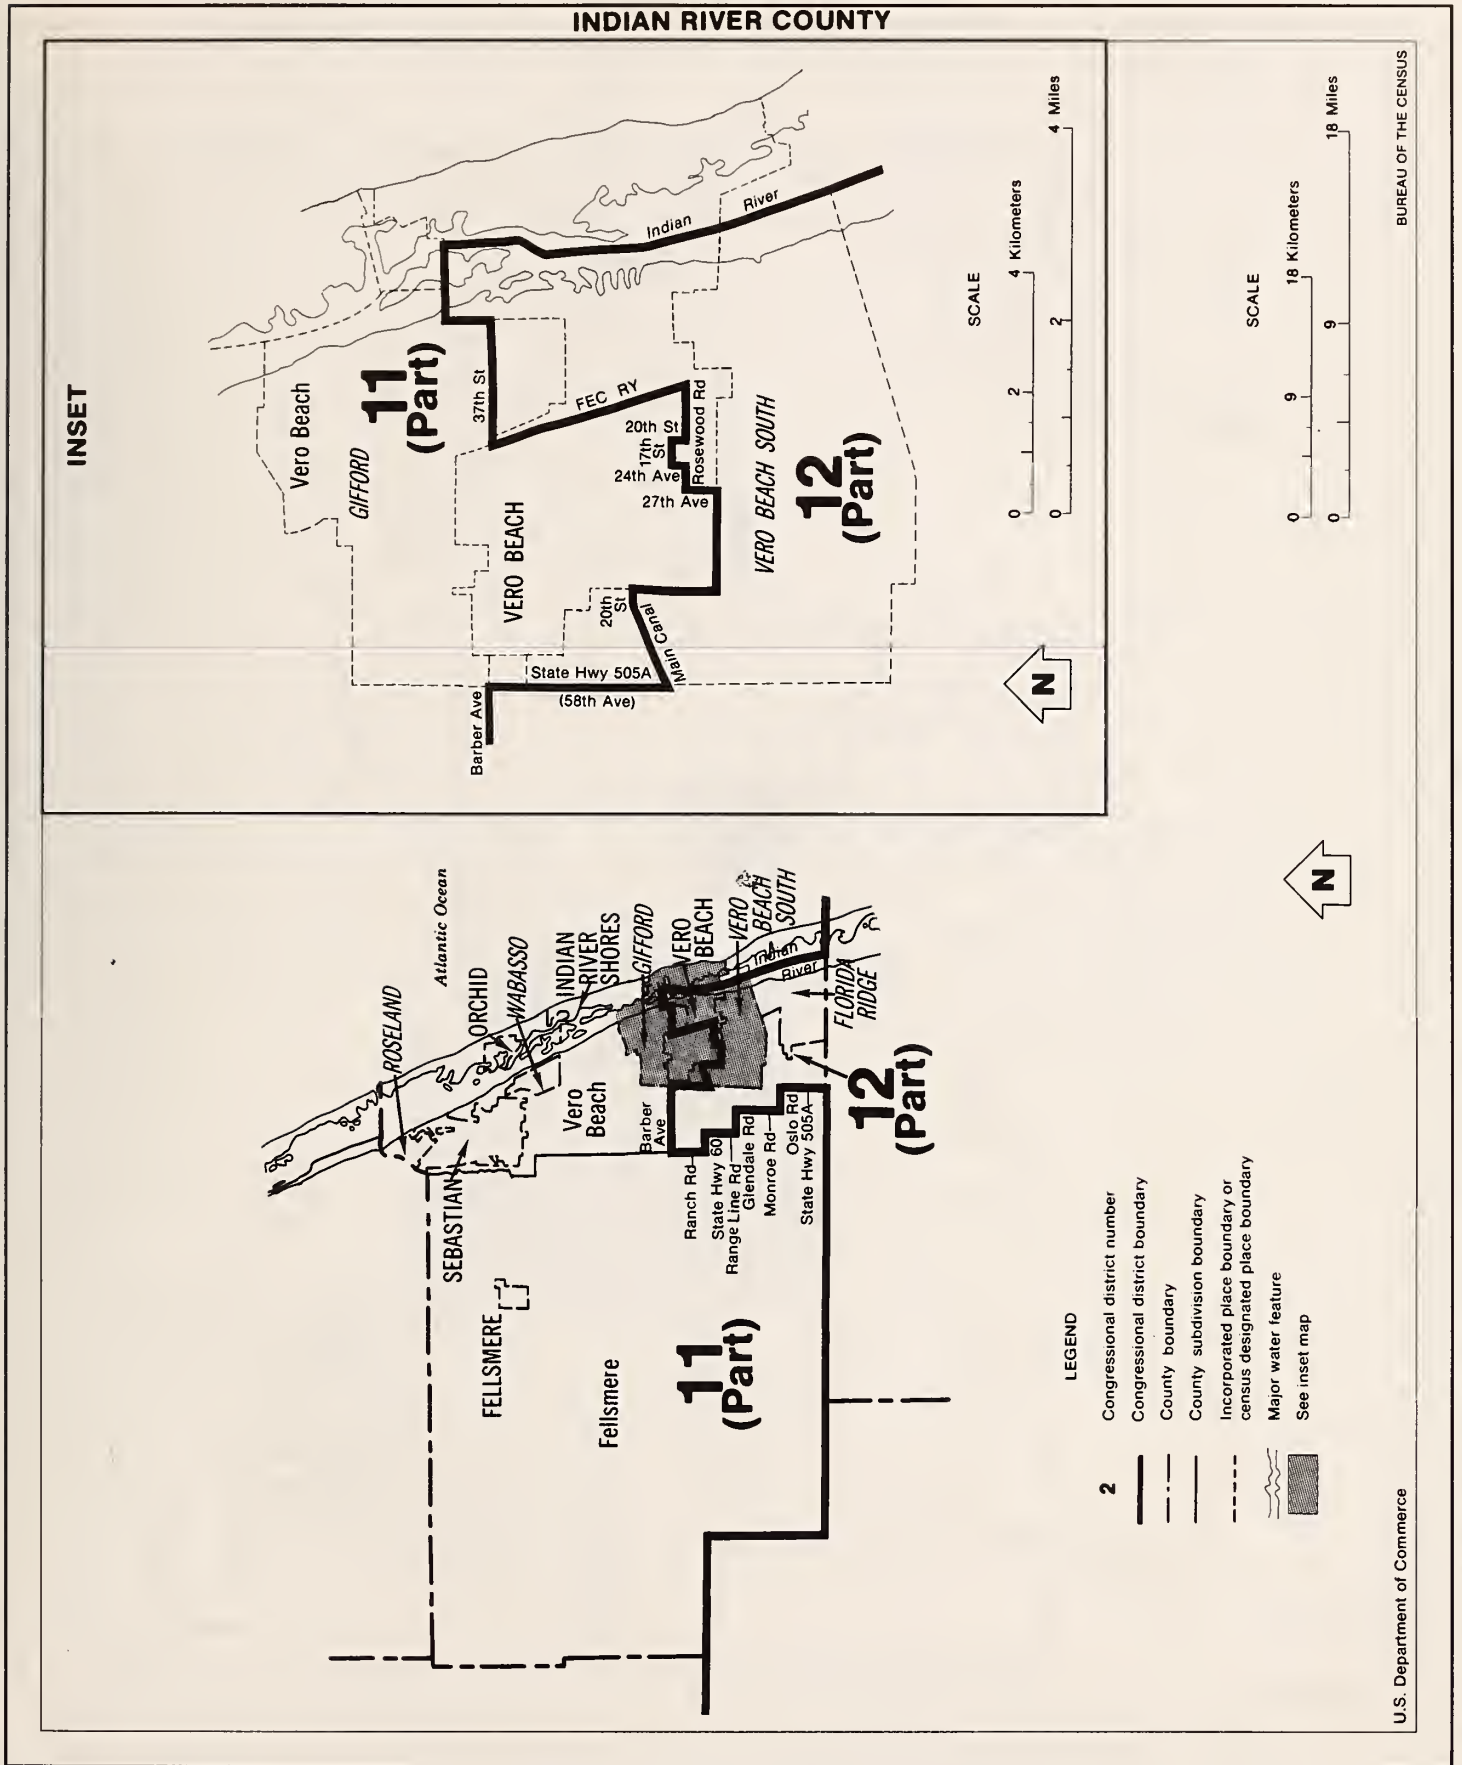 INDIAN RIVER COUNTY
INSET
Vero Beach
GIFFORD
11
(Part)
37th St
FEC RY
Indian
River
VERO BEACH
20th St
17th
St
24th Ave
Rosewood Rd
27th Ave
VERO BEACH SOUTH
12
(Part)
20th
St
Main Canal
State Hwy 505A
(58th Ave)
Barber Ave
N
SCALE
0 2 4 Kilometers
0 2 4 Miles
Atlantic Ocean
ROSELAND
ORCHID
WABASSO
INDIAN
RIVER
SHORES
GIFFORD
VERO
BEACH
VERO
BEACH
SOUTH
Indian
River
FLORIDA
RIDGE
SEBASTIAN
Vero
Beach
Barber
Ave
Ranch Rd
State Hwy 60
Range Line Rd
Glendale Rd
Monroe Rd
Oslo Rd
State Hwy 505A
12
(Part)
FELLSMERE
Fellsmere
11
(Part)
N
SCALE
0 9 18 Kilometers
0 9 18 Miles
LEGEND
2 Congressional district number
Congressional district boundary
County boundary
County subdivision boundary
Incorporated place boundary or
census designated place boundary
Major water feature
See inset map
U.S. Department of Commerce
BUREAU OF THE CENSUS